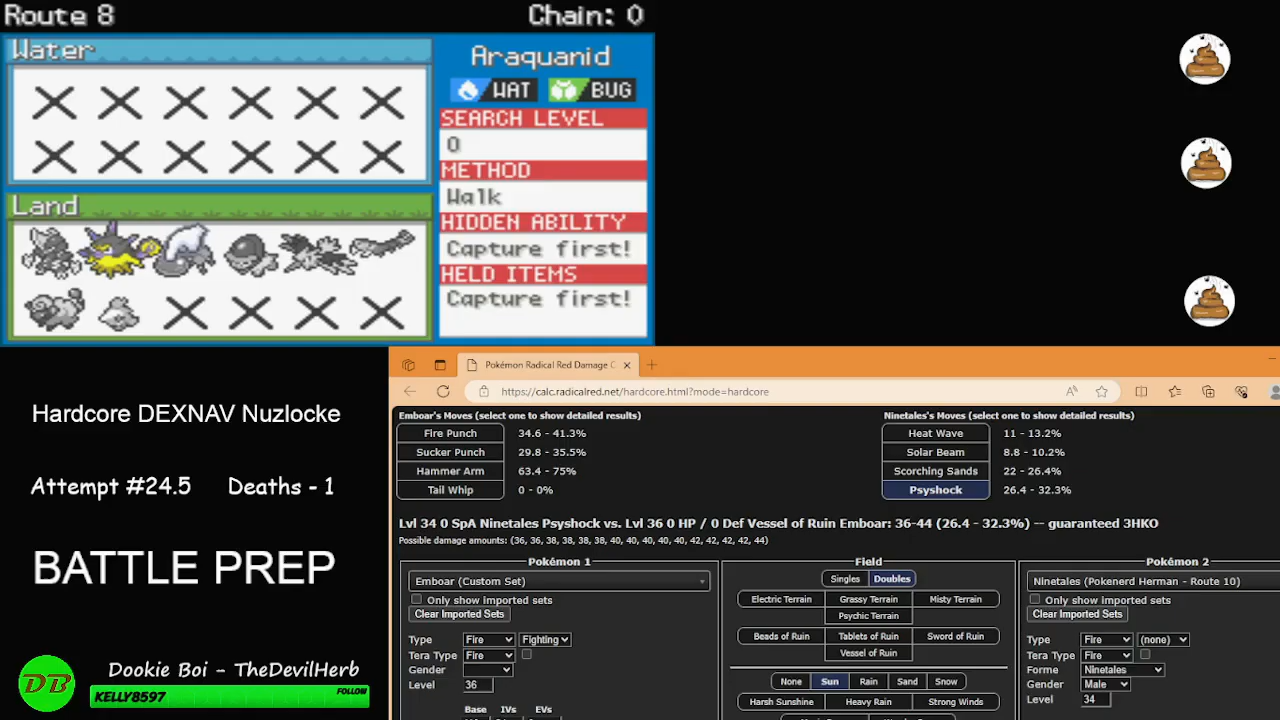 Route 8
Chain: 0
Water
Araquanid
WAT BUG
SEARCH LEVEL
0
METHOD
Walk
Land
HIDDEN ABILITY
Capture first!
HELD ITEMS
Capture first!
Hardcore DEXNAV Nuzlocke
Attempt #24.5 Deaths - 1
BATTLE PREP
DB
Dookie Boi - TheDevilHerb
KELLY8597 FOLLOW
Pokémon Radical Red Damage C
https://calc.radicalred.net/hardcore.html?mode=hardcore
Emboar's Moves (select one to show detailed results)
Fire Punch 34.6 - 41.3%
Sucker Punch 29.8 - 35.5%
Hammer Arm 63.4 - 75%
Tail Whip 0 - 0%
Ninetales's Moves (select one to show detailed results)
Heat Wave 11 - 13.2%
Solar Beam 8.8 - 10.2%
Scorching Sands 22 - 26.4%
Psyshock 26.4 - 32.3%
Lvl 34 0 SpA Ninetales Psyshock vs. Lvl 36 0 HP / 0 Def Vessel of Ruin Emboar: 36-44 (26.4 - 32.3%) -- guaranteed 3HKO
Possible damage amounts: (36, 36, 38, 38, 38, 38, 40, 40, 40, 40, 40, 42, 42, 42, 42, 44)
Pokémon 1
Emboar (Custom Set)
Only show imported sets
Clear Imported Sets
Type Fire Fighting
Tera Type Fire
Gender
Level 36
Base IVs EVs
Field
Singles Doubles
Electric Terrain Grassy Terrain Misty Terrain
Psychic Terrain
Beads of Ruin Tablets of Ruin Sword of Ruin
Vessel of Ruin
None Sun Rain Sand Snow
Harsh Sunshine Heavy Rain Strong Winds
Pokémon 2
Ninetales (Pokenerd Herman - Route 10)
Only show imported sets
Clear Imported Sets
Type Fire (none)
Tera Type Fire
Forme Ninetales
Gender Male
Level 34